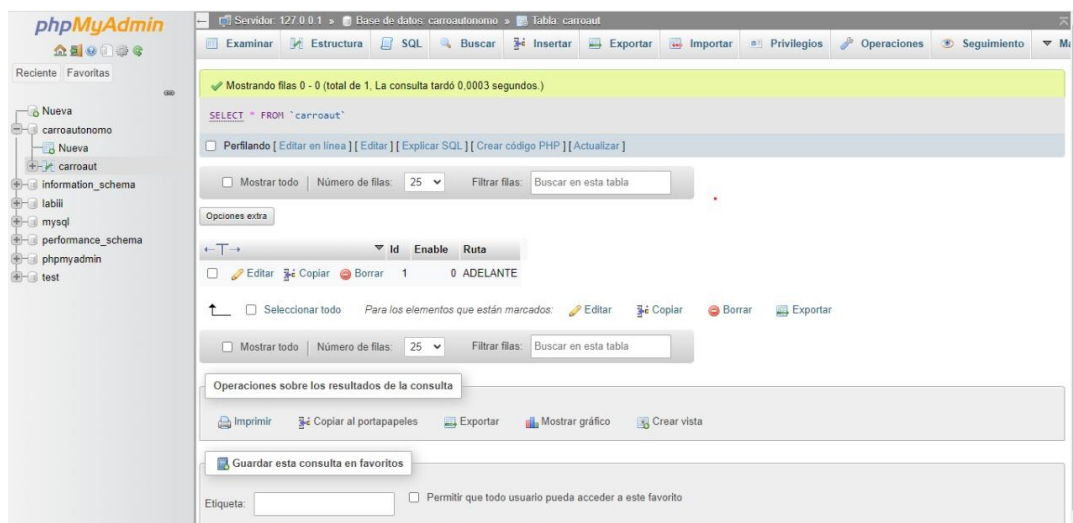 phpMyAdmin
Reciente Favoritas
Nueva
carroautonomo
Nueva
carroaut
information_schema
labiii
mysql
performance_schema
phpmyadmin
test
Servidor: 127.0.0.1 » Base de datos: carroautonomo » Tabla: carroaut
Examinar Estructura SQL Buscar Insertar Exportar Importar Privilegios Operaciones Seguimiento
Mostrando filas 0 - 0 (total de 1, La consulta tardó 0,0003 segundos.)
SELECT * FROM `carroaut`
Perfilando [ Editar en línea ] [ Editar ] [ Explicar SQL ] [ Crear código PHP ] [ Actualizar ]
Mostrar todo | Número de filas: 25 Filtrar filas: Buscar en esta tabla
Opciones extra
←T→ Id Enable Ruta
Editar Copiar Borrar 1 0 ADELANTE
Seleccionar todo Para los elementos que están marcados: Editar Copiar Borrar Exportar
Mostrar todo | Número de filas: 25 Filtrar filas: Buscar en esta tabla
Operaciones sobre los resultados de la consulta
Imprimir Copiar al portapapeles Exportar Mostrar gráfico Crear vista
Guardar esta consulta en favoritos
Etiqueta: Permitir que todo usuario pueda acceder a este favorito